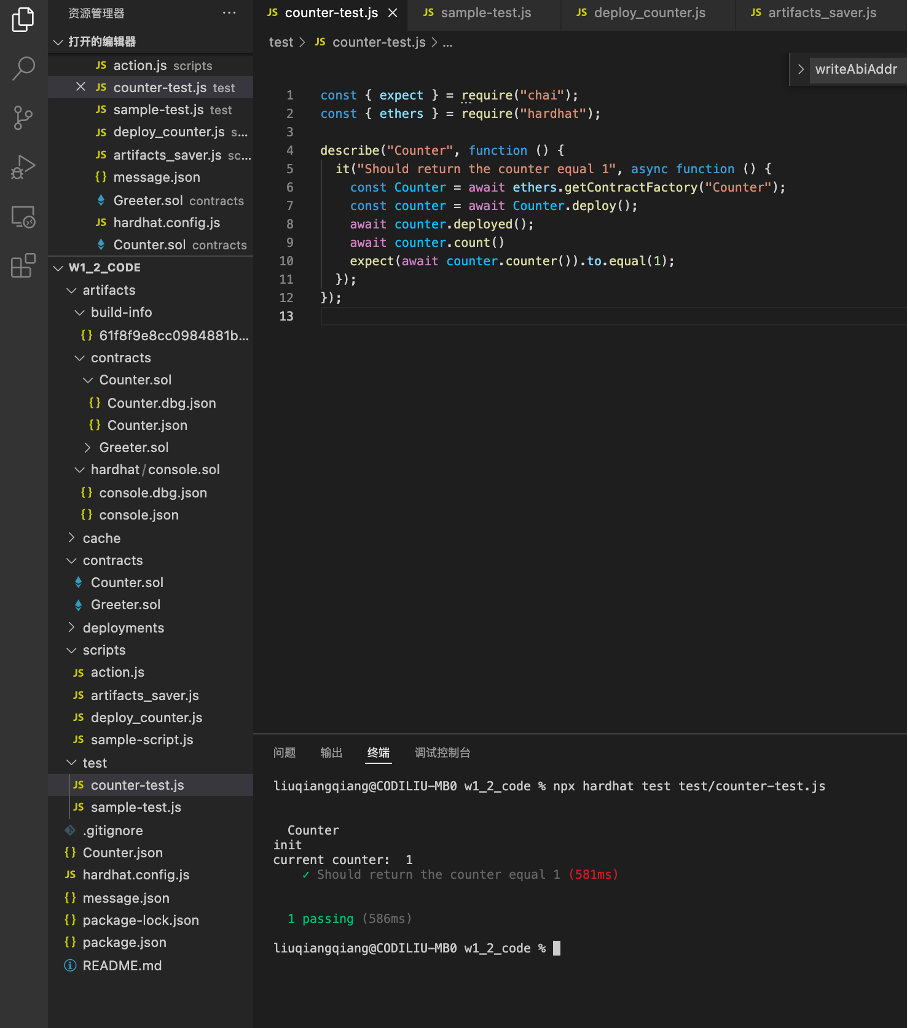 资源管理器 ···
打开的编辑器
JS action.js scripts
JS counter-test.js test
JS sample-test.js test
JS deploy_counter.js s...
JS artifacts_saver.js sc...
{} message.json
Greeter.sol contracts
JS hardhat.config.js
Counter.sol contracts
W1_2_CODE
artifacts
build-info
{} 61f8f9e8cc0984881b...
contracts
Counter.sol
{} Counter.dbg.json
{} Counter.json
Greeter.sol
hardhat/console.sol
{} console.dbg.json
{} console.json
cache
contracts
Counter.sol
Greeter.sol
deployments
scripts
JS action.js
JS artifacts_saver.js
JS deploy_counter.js
JS sample-script.js
test
JS counter-test.js
JS sample-test.js
.gitignore
{} Counter.json
JS hardhat.config.js
{} message.json
{} package-lock.json
{} package.json
README.md
JS counter-test.js JS sample-test.js JS deploy_counter.js JS artifacts_saver.js
test > JS counter-test.js > ...
writeAbiAddr
1 const { expect } = require("chai");
2 const { ethers } = require("hardhat");
3
4 describe("Counter", function () {
5 it("Should return the counter equal 1", async function () {
6 const Counter = await ethers.getContractFactory("Counter");
7 const counter = await Counter.deploy();
8 await counter.deployed();
9 await counter.count()
10 expect(await counter.counter()).to.equal(1);
11 });
12 });
13
问题 输出 终端 调试控制台
liuqiangqiang@CODILIU-MB0 w1_2_code % npx hardhat test test/counter-test.js
Counter
init
current counter: 1
✓ Should return the counter equal 1 (581ms)
1 passing (586ms)
liuqiangqiang@CODILIU-MB0 w1_2_code %